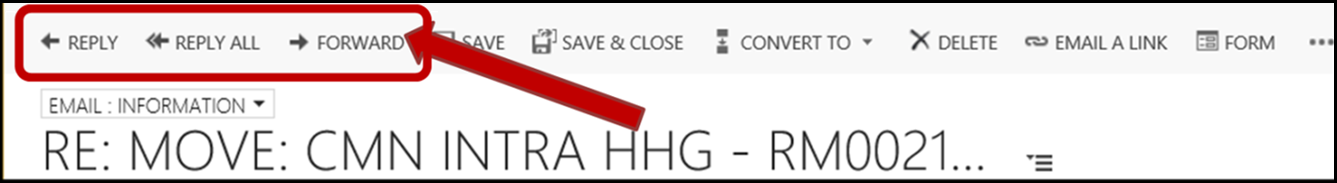 REPLY REPLY ALL FORWARD SAVE SAVE & CLOSE CONVERT TO DELETE EMAIL A LINK FORM ...
EMAIL : INFORMATION
RE: MOVE: CMN INTRA HHG - RM0021...